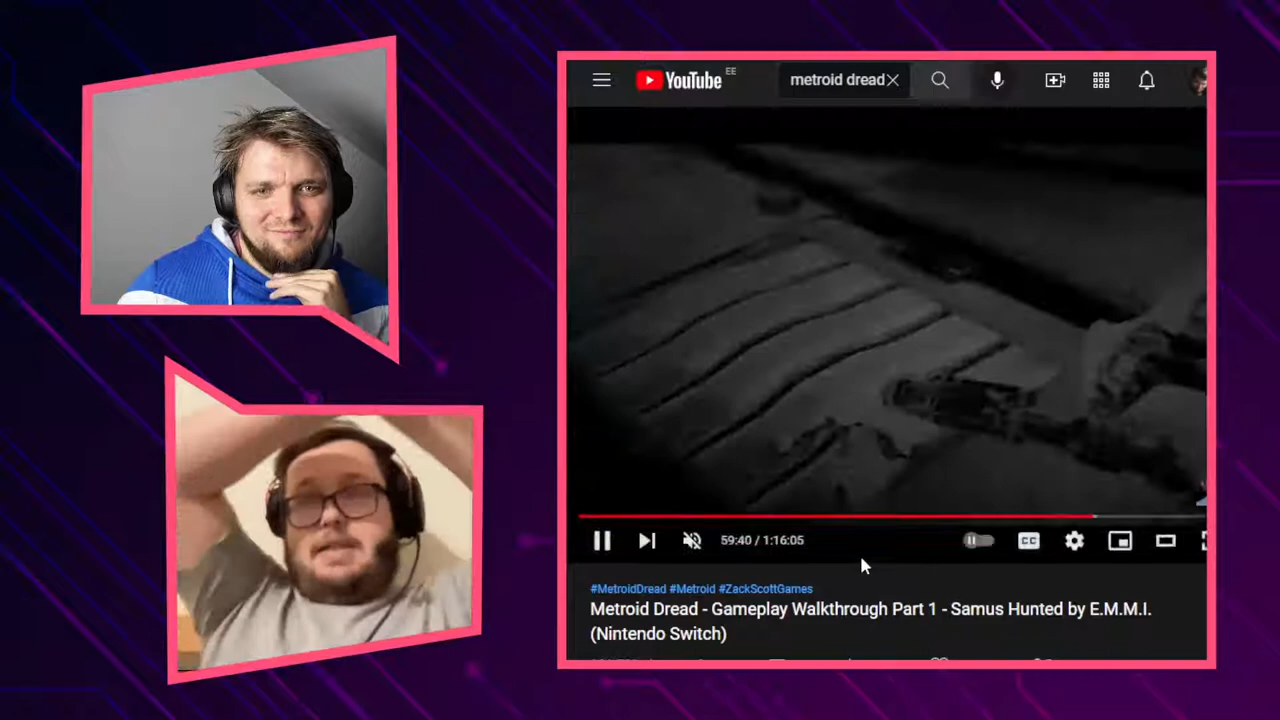 YouTube EE
metroid dread
59:40 / 1:16:05
CC
#MetroidDread #Metroid #ZackScottGames
Metroid Dread - Gameplay Walkthrough Part 1 - Samus Hunted by E.M.M.I.
(Nintendo Switch)